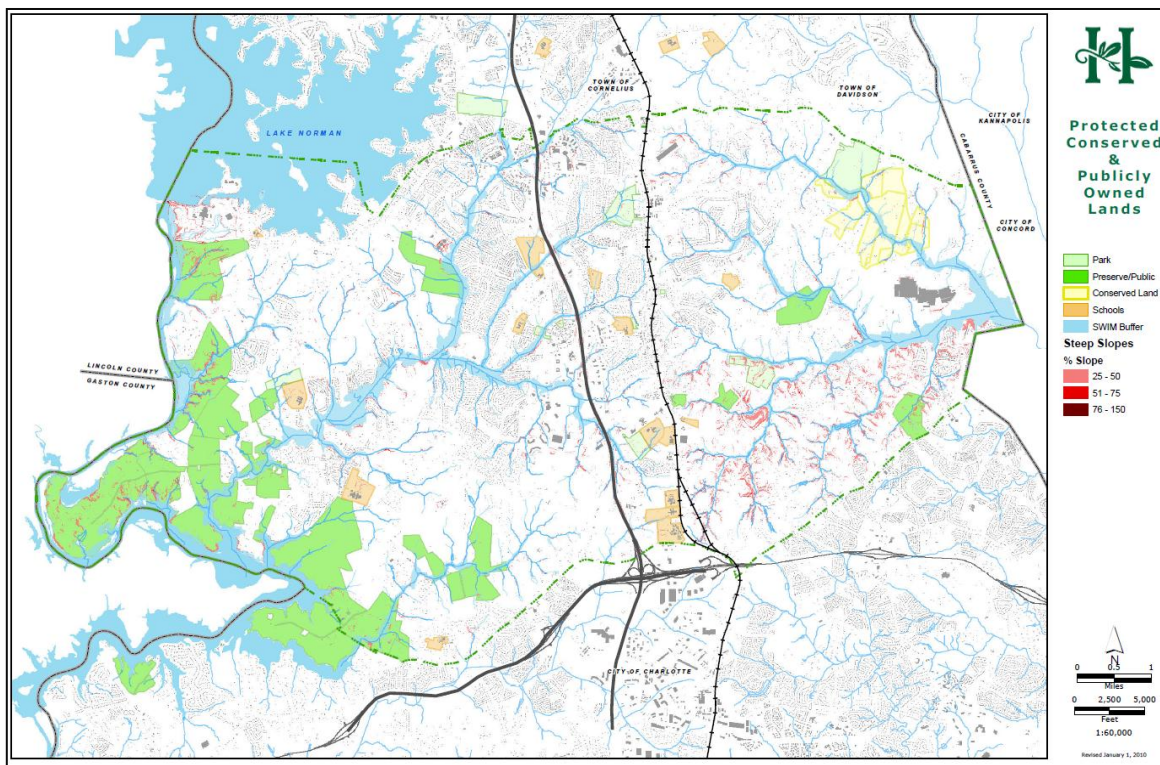 TOWN OF
CORNELIUS
TOWN OF
DAVIDSON
CITY OF
KANNAPOLIS
LAKE NORMAN
CABARRUS COUNTY
CITY OF
CONCORD
LINCOLN COUNTY
GASTON COUNTY
CITY OF CHARLOTTE
H
Protected
Conserved
&
Publicly
Owned
Lands
Park
Preserve/Public
Conserved Land
Schools
SWIM Buffer
Steep Slopes
% Slope
25 - 50
51 - 75
76 - 150
N
0 0.5 1
Miles
0 2,500 5,000
Feet
1:60,000
Revised January 1, 2010